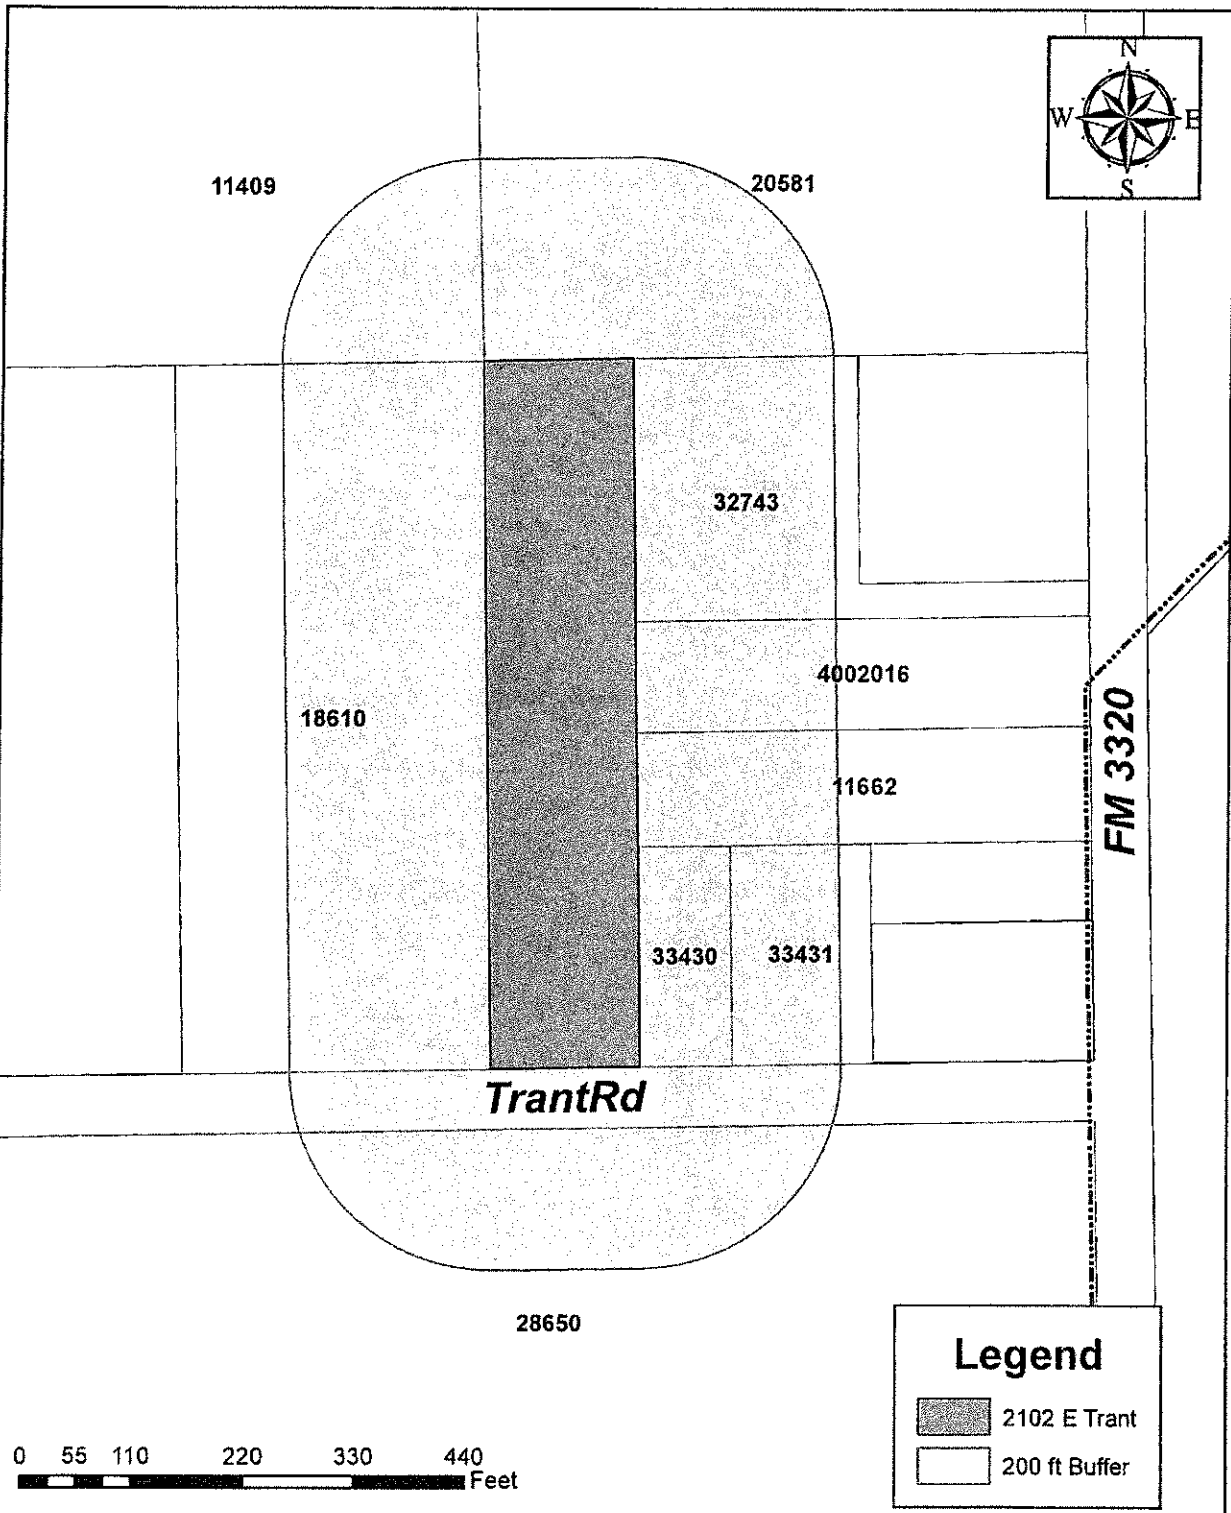 N
W E
S
11409
20581
32743
4002016
18610
11662
FM 3320
33430
33431
TrantRd
28650
Legend
2102 E Trant
200 ft Buffer
0 55 110 220 330 440
Feet